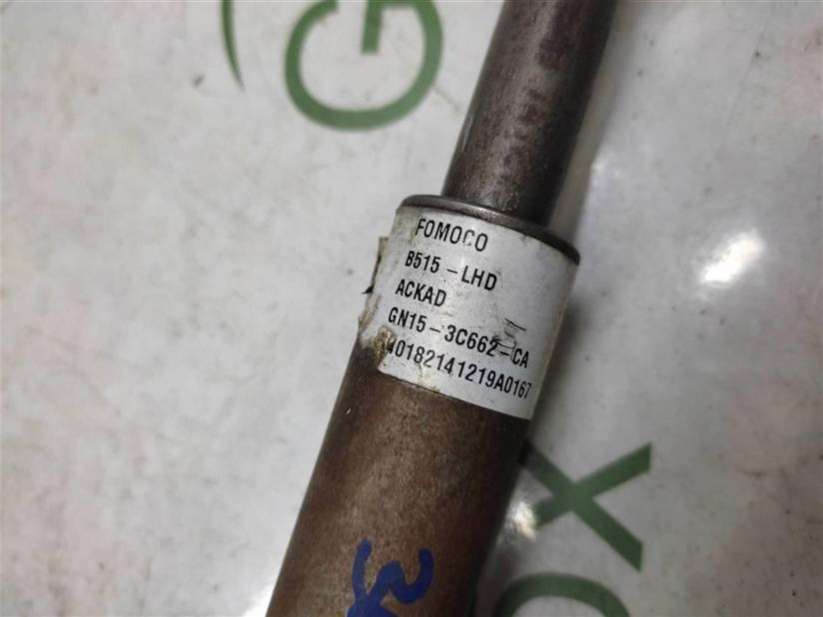 FOMOCO
B515-LHD
ACKAD
GN15-3C662-CA
40182141219A0167